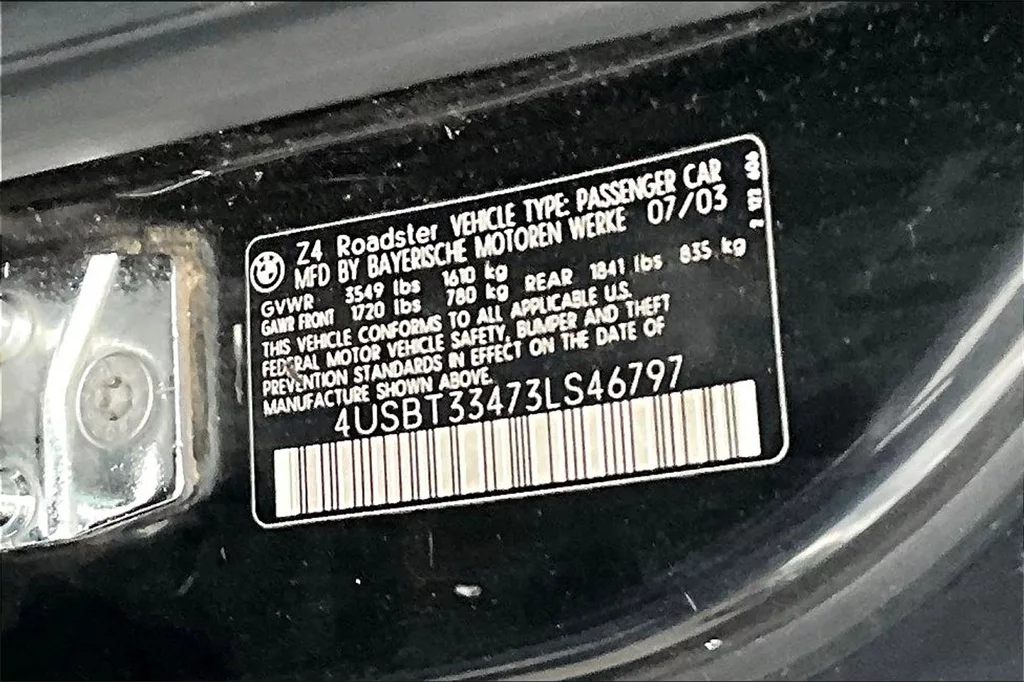 Z4 Roadster VEHICLE TYPE: PASSENGER CAR
MFD BY BAYERISCHE MOTOREN WERKE 07/03
GVWR 3549 lbs 1610 kg
GAWR FRONT 1720 lbs 780 kg REAR 1841 lbs 835 kg
THIS VEHICLE CONFORMS TO ALL APPLICABLE U.S.
FEDERAL MOTOR VEHICLE SAFETY, BUMPER AND THEFT
PREVENTION STANDARDS IN EFFECT ON THE DATE OF
MANUFACTURE SHOWN ABOVE.
4USBT33473LS46797